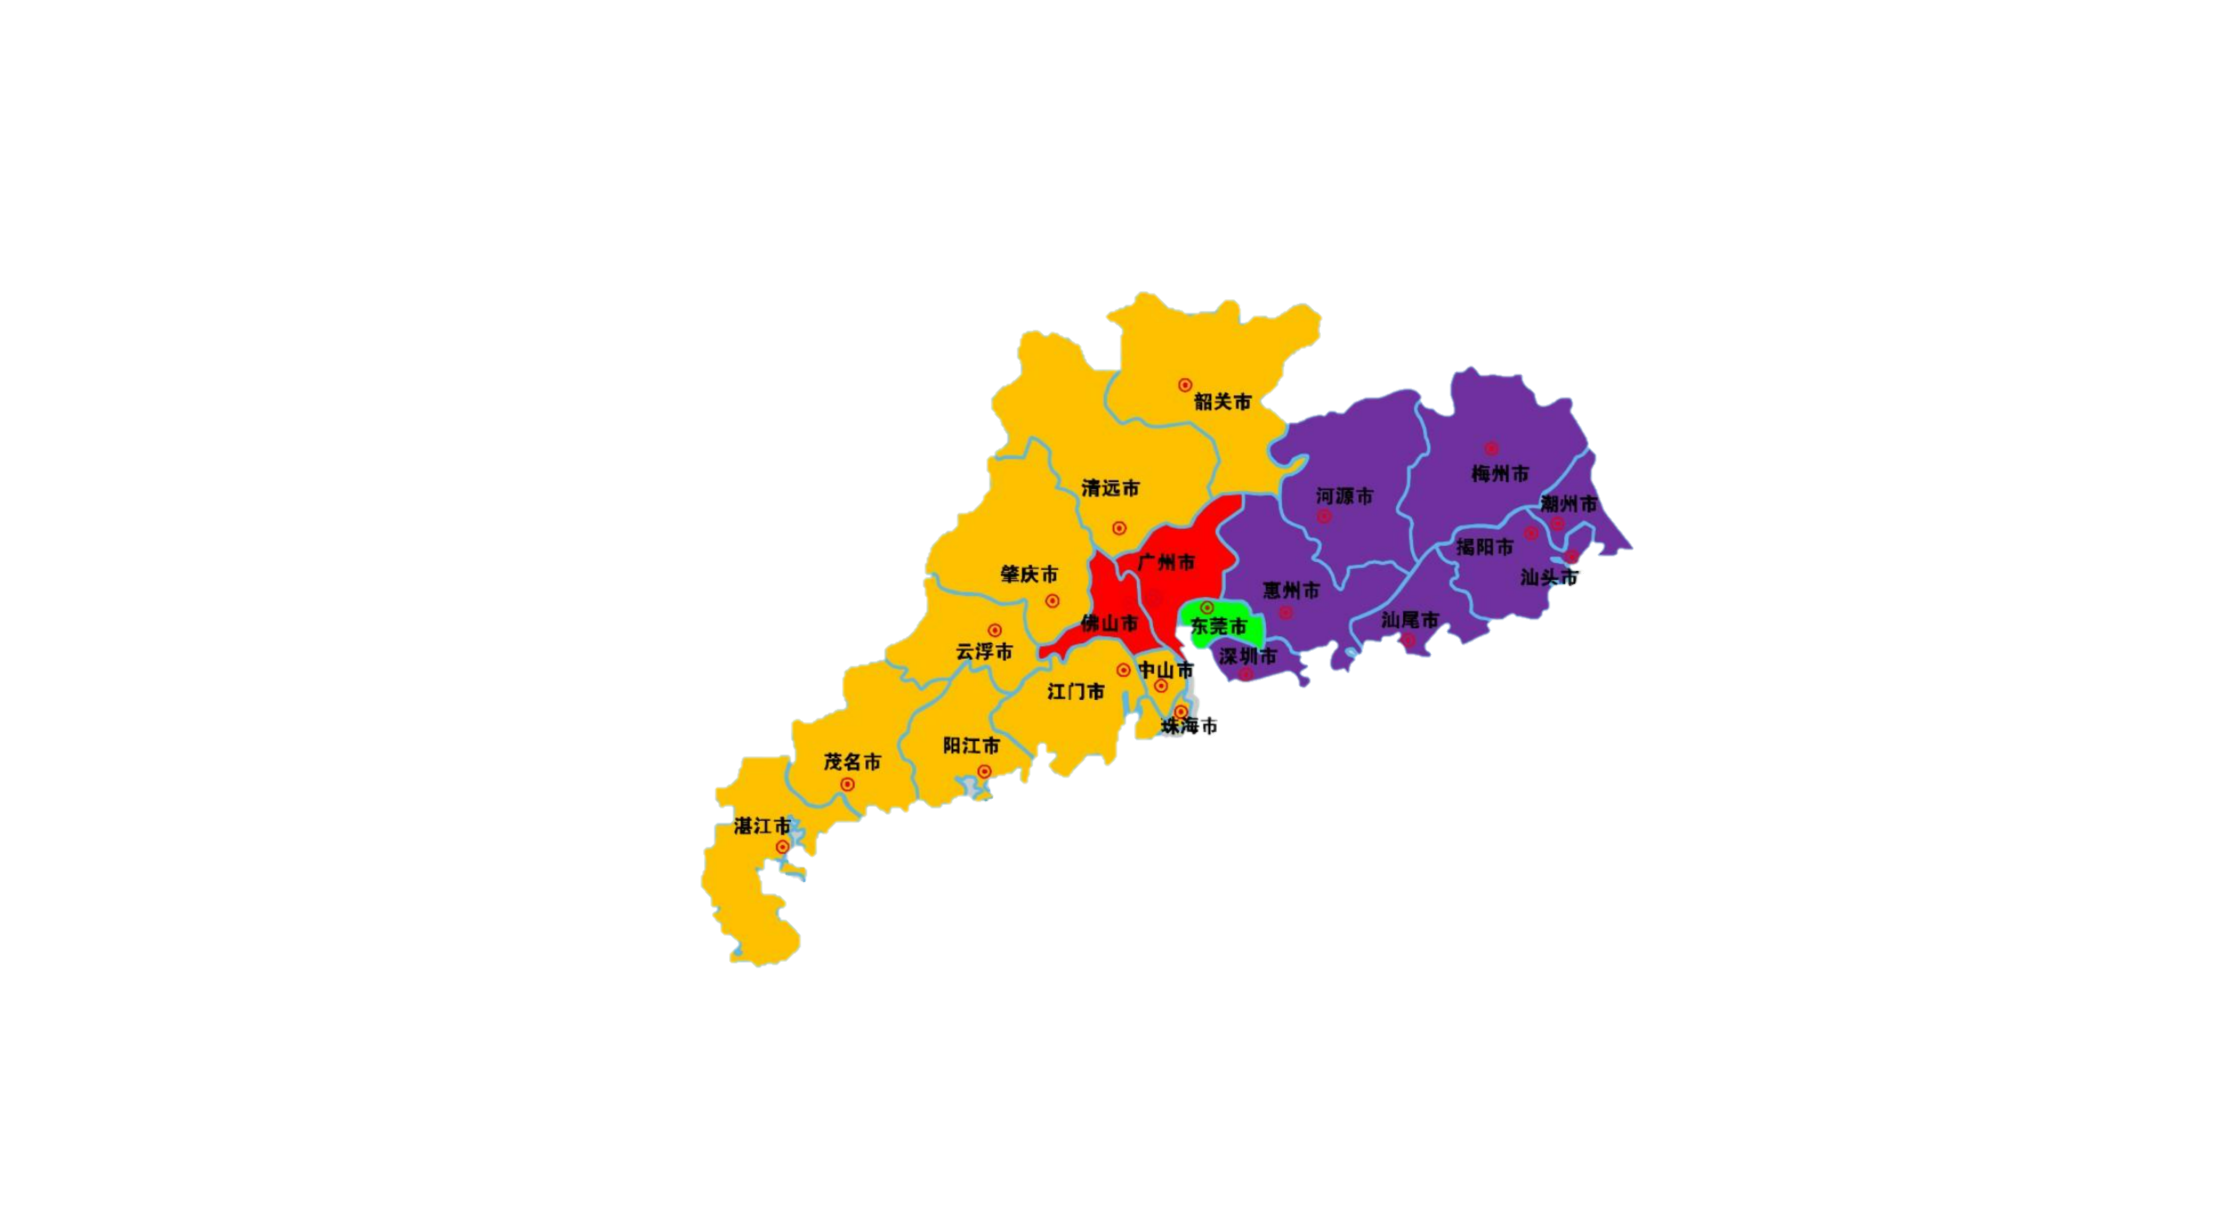 韶关市
梅州市
清远市
河源市
潮州市
揭阳市
广州市
肇庆市
汕头市
惠州市
佛山市
东莞市
汕尾市
云浮市
深圳市
中山市
江门市
珠海市
阳江市
茂名市
湛江市